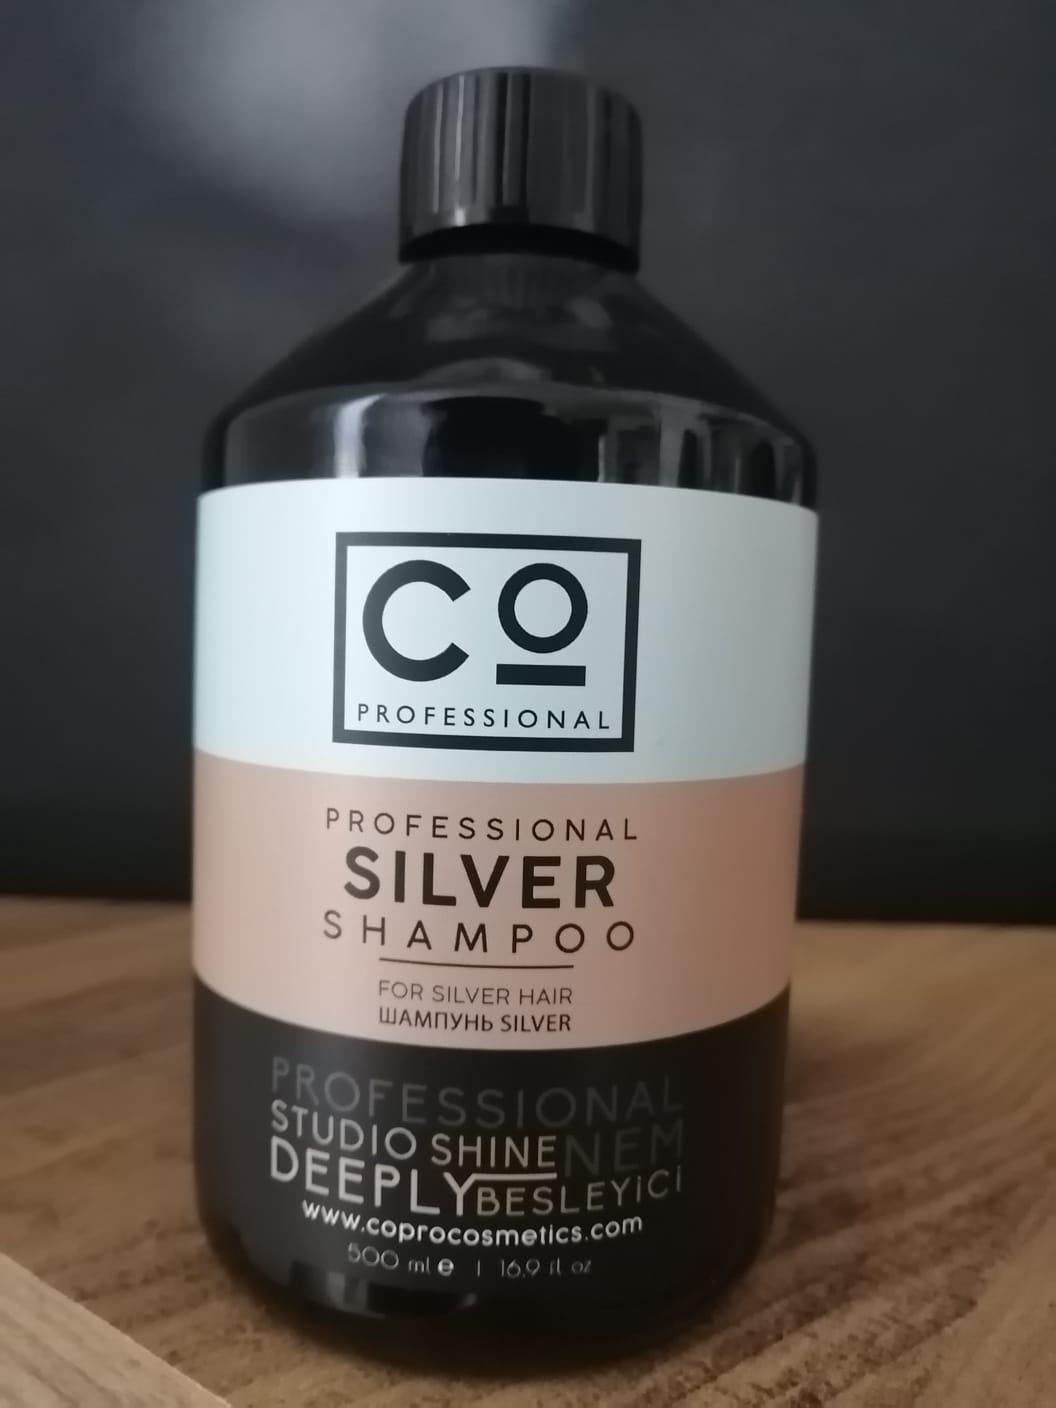 CO
PROFESSIONAL
PROFESSIONAL
SILVER
SHAMPOO
FOR SILVER HAIR
ШАМПУНЬ SILVER
PROFESSIONAL
STUDIO SHINE NEM
DEEPLY BESLEYiCi
www.coprocosmetics.com
500 ml ℮ | 16.9 fl oz